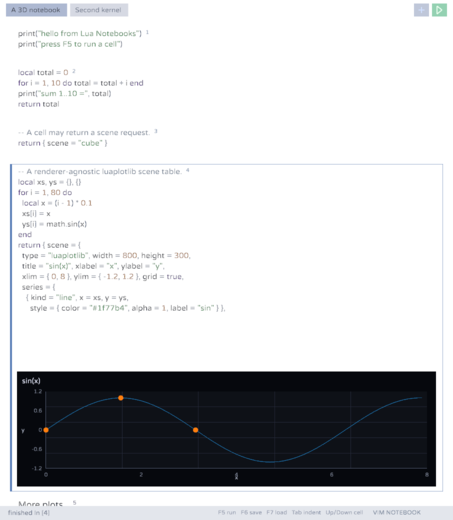 A 3D notebook
Second kernel
+
print("hello from Lua Notebooks") 1
print("press F5 to run a cell")
local total = 0 2
for i = 1, 10 do total = total + i end
print("sum 1..10 =", total)
return total
-- A cell may return a scene request. 3
return { scene = "cube" }
-- A renderer-agnostic luaplotlib scene table. 4
local xs, ys = {}, {}
for i = 1, 80 do
local x = (i - 1) * 0.1
xs[i] = x
ys[i] = math.sin(x)
end
return { scene = {
type = "luaplotlib", width = 800, height = 300,
title = "sin(x)", xlabel = "x", ylabel = "y",
xlim = { 0, 8 }, ylim = { -1.2, 1.2 }, grid = true,
series = {
{ kind = "line", x = xs, y = ys,
style = { color = "#1f77b4", alpha = 1, label = "sin" } },
sin(x)
1.2
0.6
y 0
-0.6
-1.2
0 2 4 6 8
x
More plots 5
finished in [4] F5 run F6 save F7 load Tab indent Up/Down cell VIM NOTEBOOK